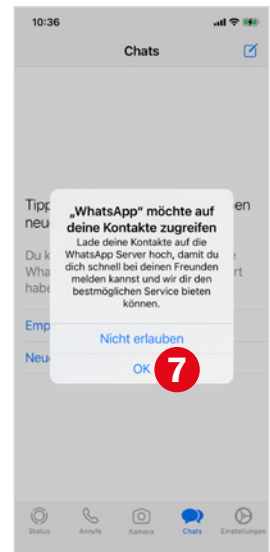 10:36
Chats
Tipp
en
neu
„WhatsApp" möchte auf
deine Kontakte zugreifen
Lade deine Kontakte auf die
WhatsApp Server hoch, damit du
dich schnell bei deinen Freunden
melden kannst und wir dir den
bestmöglichen Service bieten
können.
Du k
Wha
rt
habe
Emp
Nicht erlauben
Neu
OK
7
Status
Anrufe
Kamera
Chats
Einstellungen